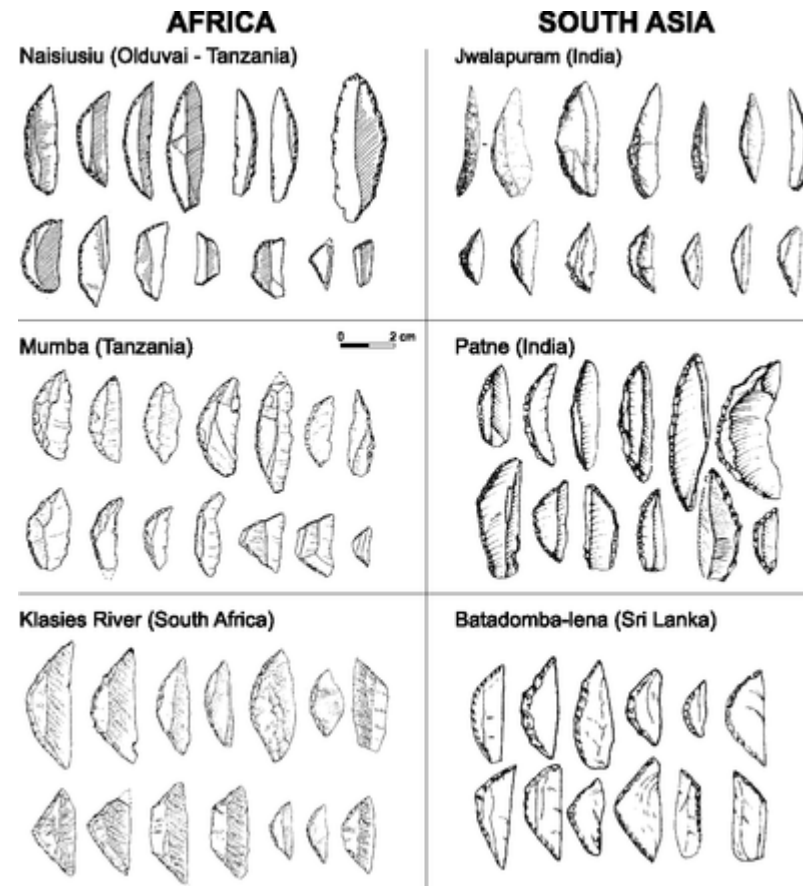 AFRICA
SOUTH ASIA
Naisiusiu (Olduvai - Tanzania)
Jwalapuram (India)
Mumba (Tanzania)
0 2 cm
Patne (India)
Klasies River (South Africa)
Batadomba-lena (Sri Lanka)